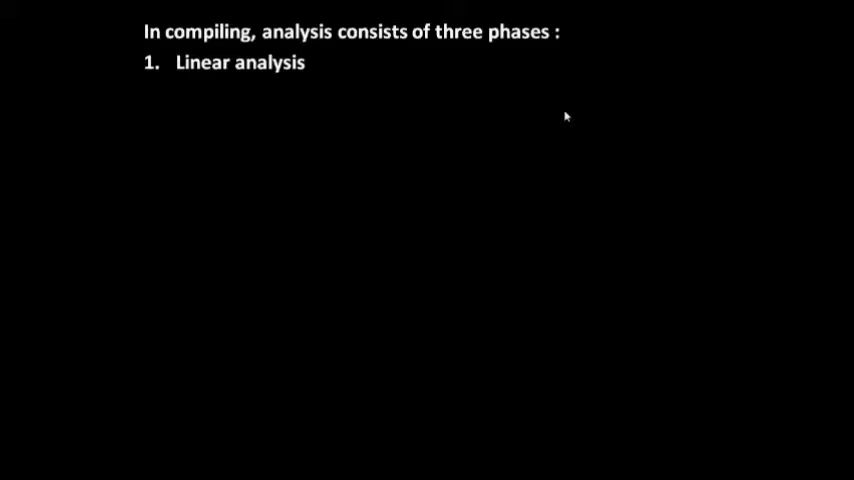 In compiling, analysis consists of three phases :
1. Linear analysis